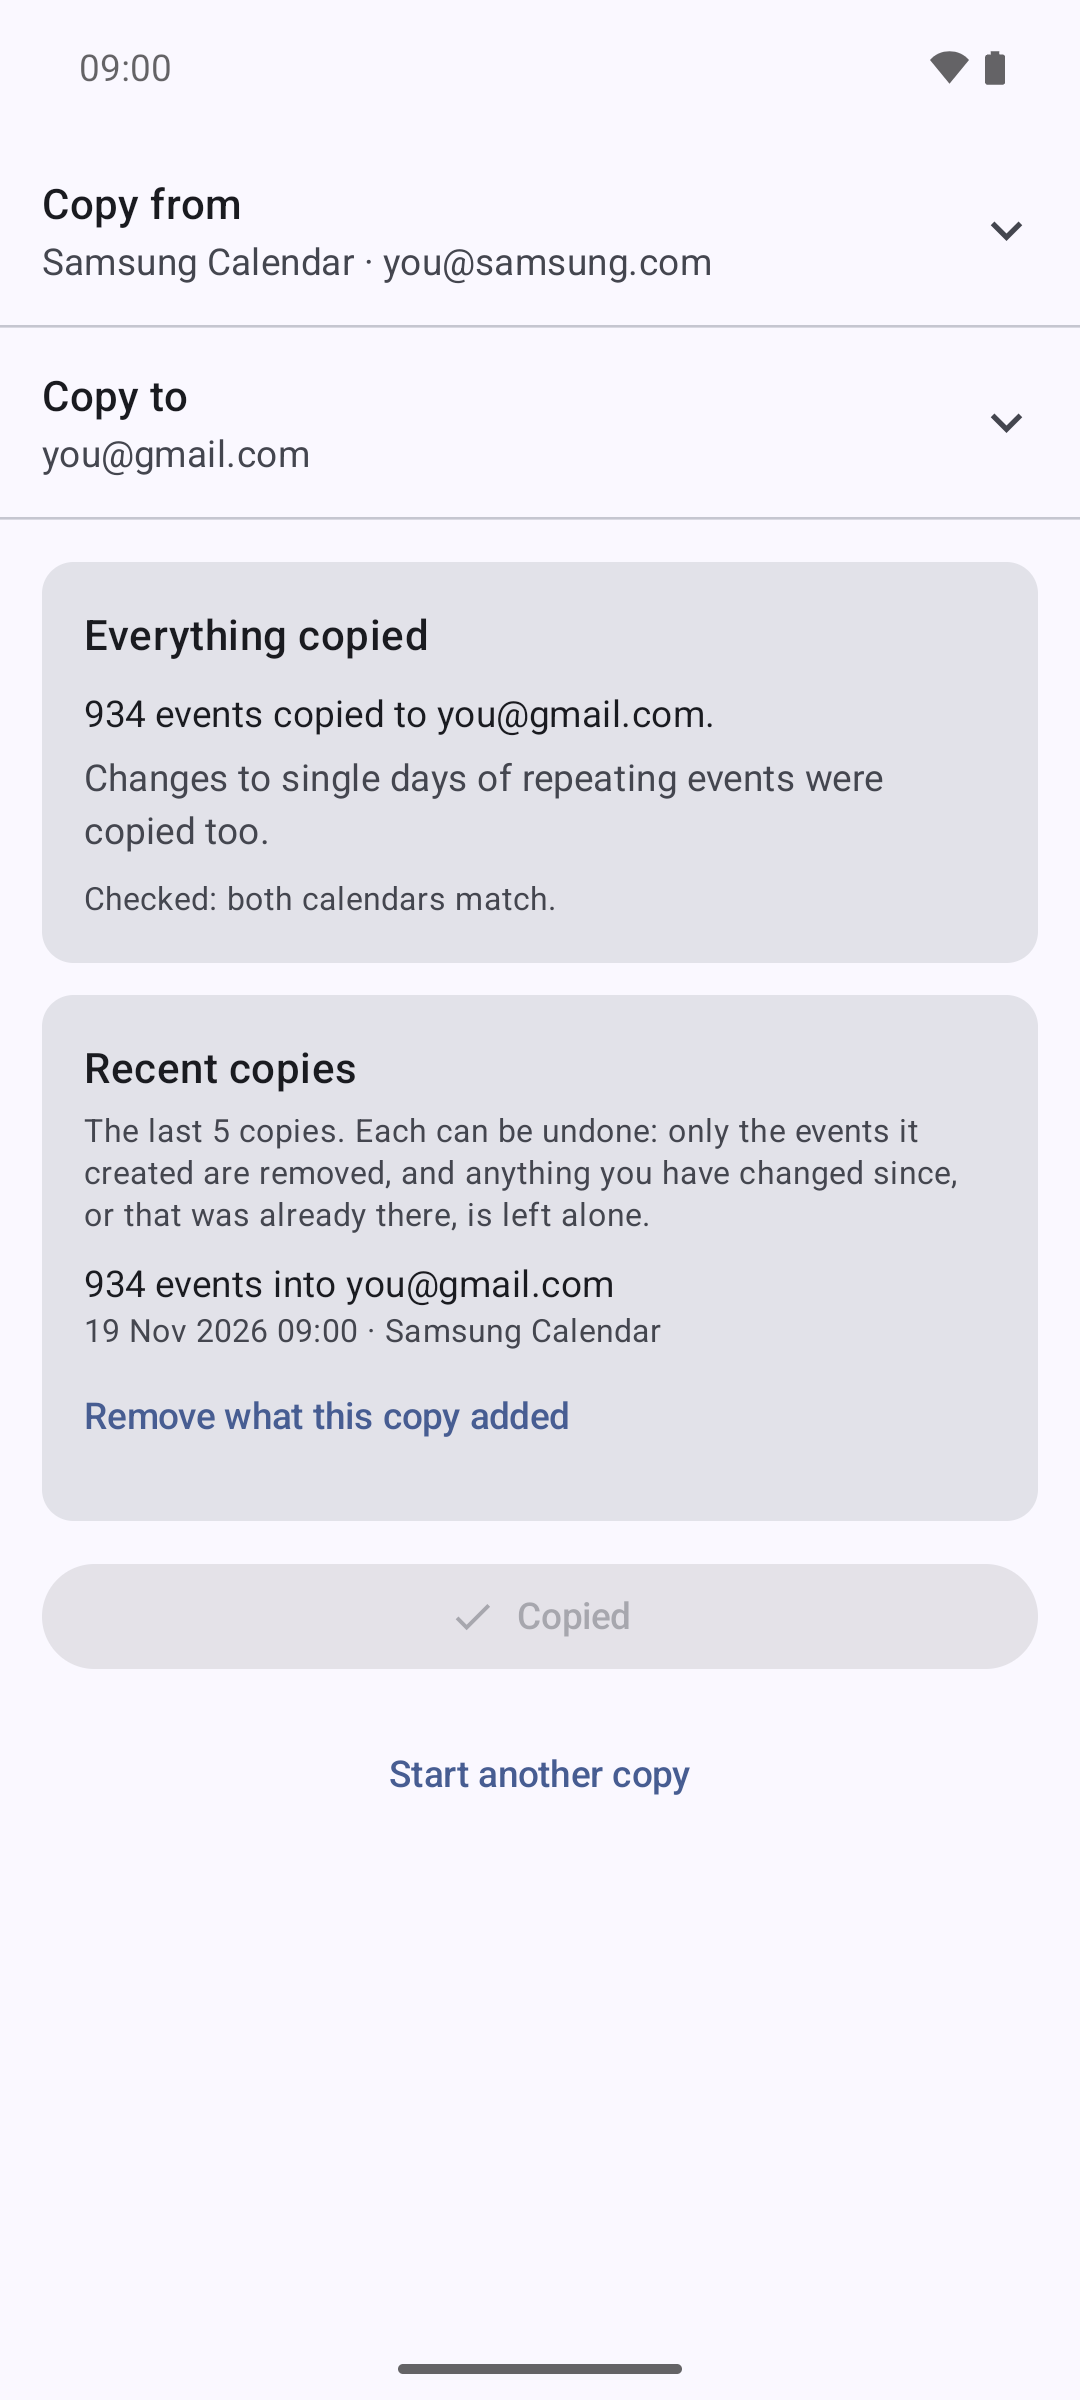 09:00
Copy from
Samsung Calendar · you@samsung.com
Copy to
you@gmail.com
Everything copied
934 events copied to you@gmail.com.
Changes to single days of repeating events were
copied too.
Checked: both calendars match.
Recent copies
The last 5 copies. Each can be undone: only the events it
created are removed, and anything you have changed since,
or that was already there, is left alone.
934 events into you@gmail.com
19 Nov 2026 09:00 · Samsung Calendar
Remove what this copy added
Copied
Start another copy